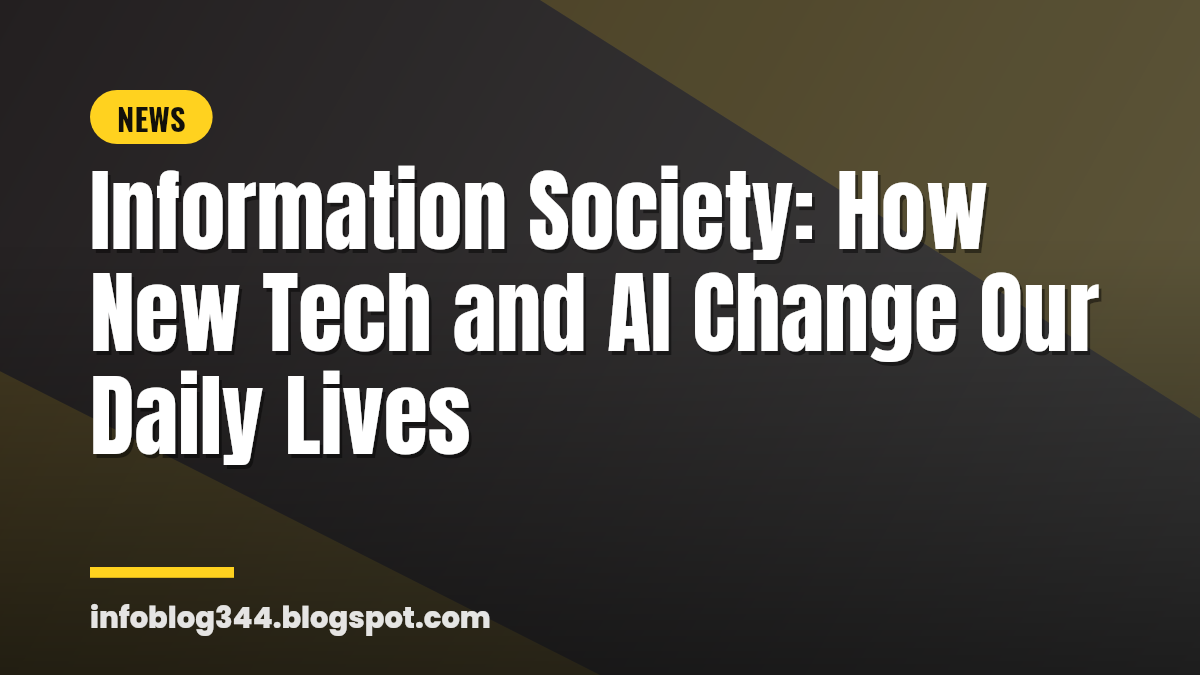 NEWS
Information Society: How
New Tech and AI Change Our
Daily Lives
infoblog344.blogspot.com